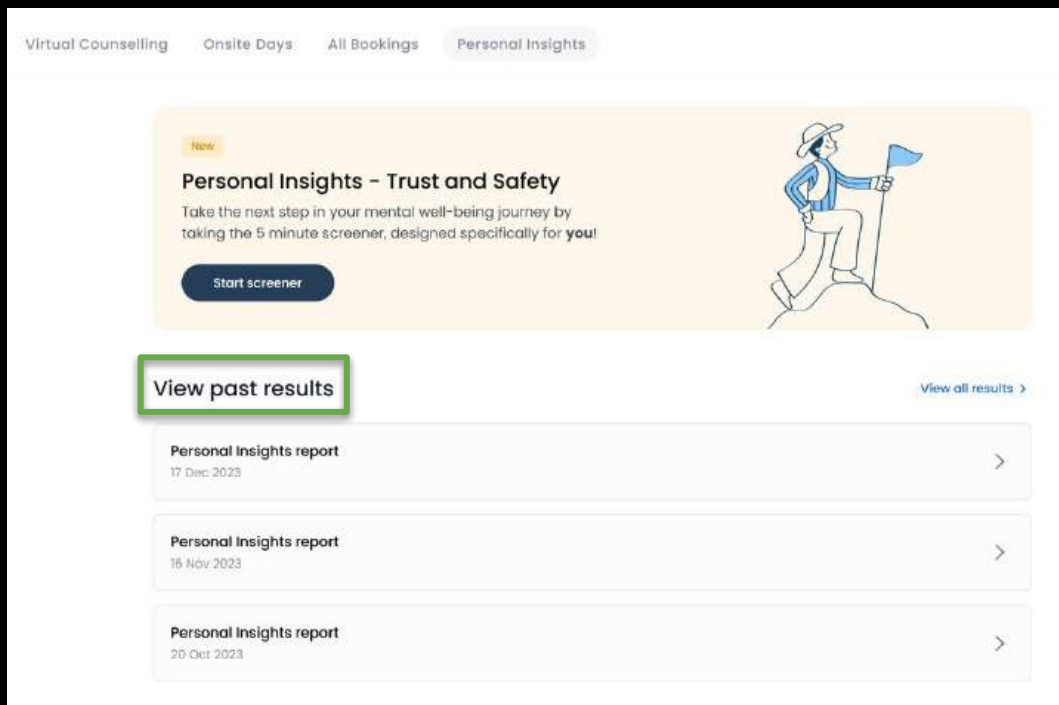 Virtual Counselling Onsite Days All Bookings Personal Insights
New
Personal Insights - Trust and Safety
Take the next step in your mental well-being journey by
taking the 5 minute screener, designed specifically for you!
Start screener
View past results
View all results >
Personal Insights report
17 Dec 2023
Personal Insights report
16 Nov 2023
Personal Insights report
20 Oct 2023